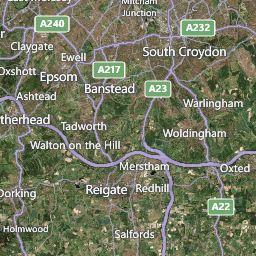 Mitcham
Junction
A240
A232
Claygate
Ewell
South Croydon
Oxshott
A217
Epsom
Banstead
A23
Ashtead
Warlingham
therhead
Tadworth
Woldingham
Walton on the Hill
Merstham
Oxted
Dorking
Reigate
Redhill
A22
Holmwood
Salfords